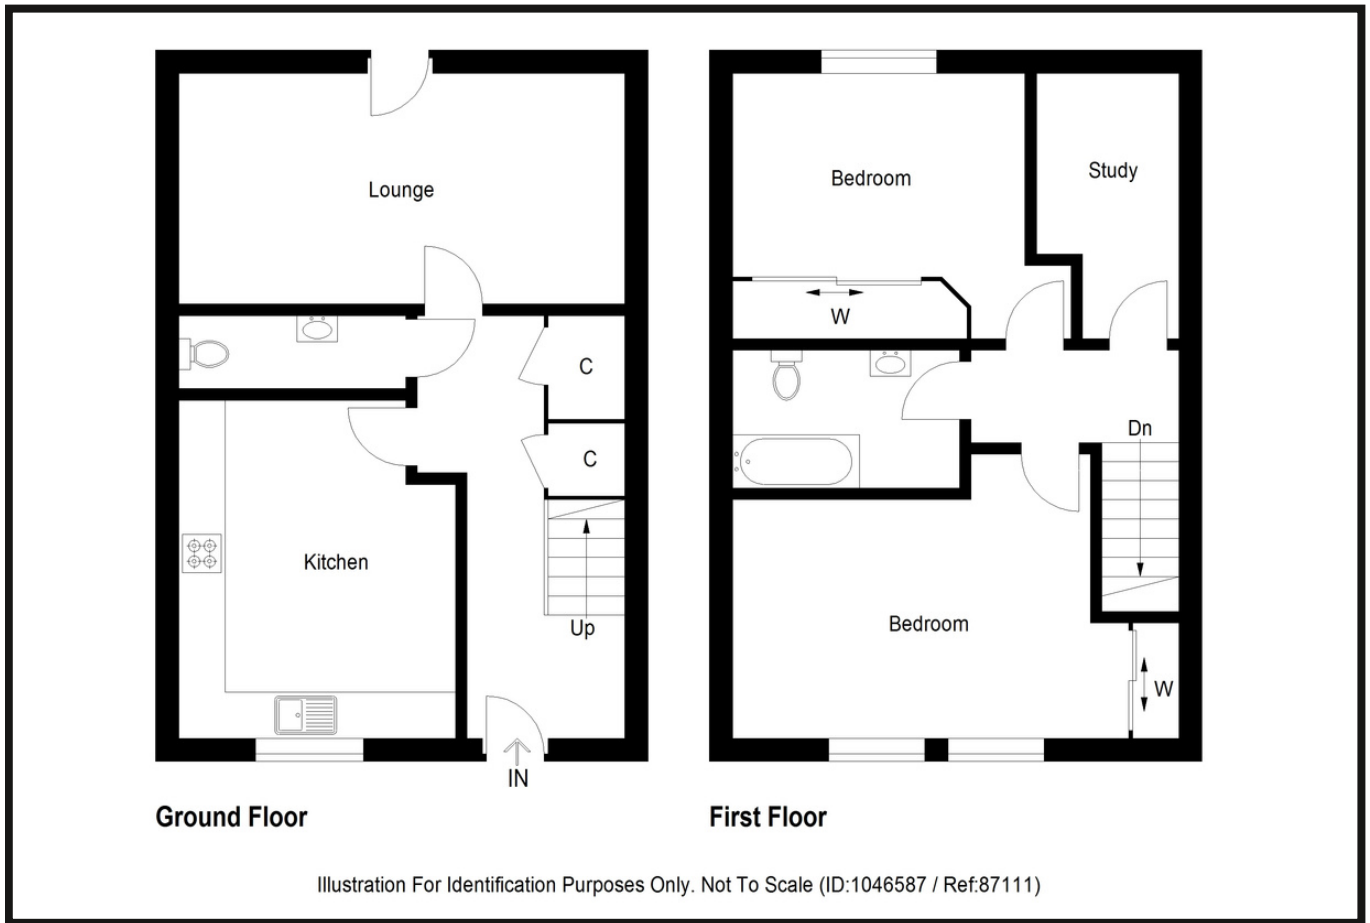 Lounge
C
C
Kitchen
Up
IN
Ground Floor
Bedroom
Study
W
Dn
Bedroom
W
First Floor
Illustration For Identification Purposes Only. Not To Scale (ID:1046587 / Ref:87111)